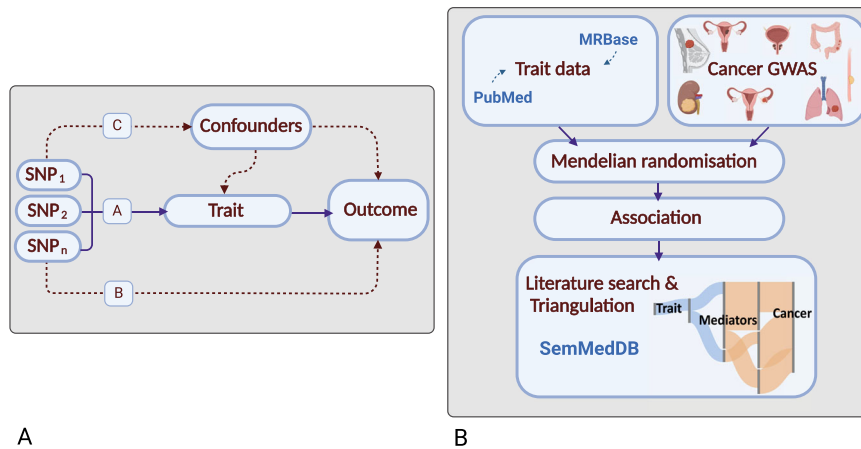 C
Confounders
SNP1
SNP2
SNPn
A
Trait
Outcome
B
A
MRBase
Trait data
PubMed
Cancer GWAS
Mendelian randomisation
Association
Literature search &
Triangulation
SemMedDB
Trait
Mediators
Cancer
B